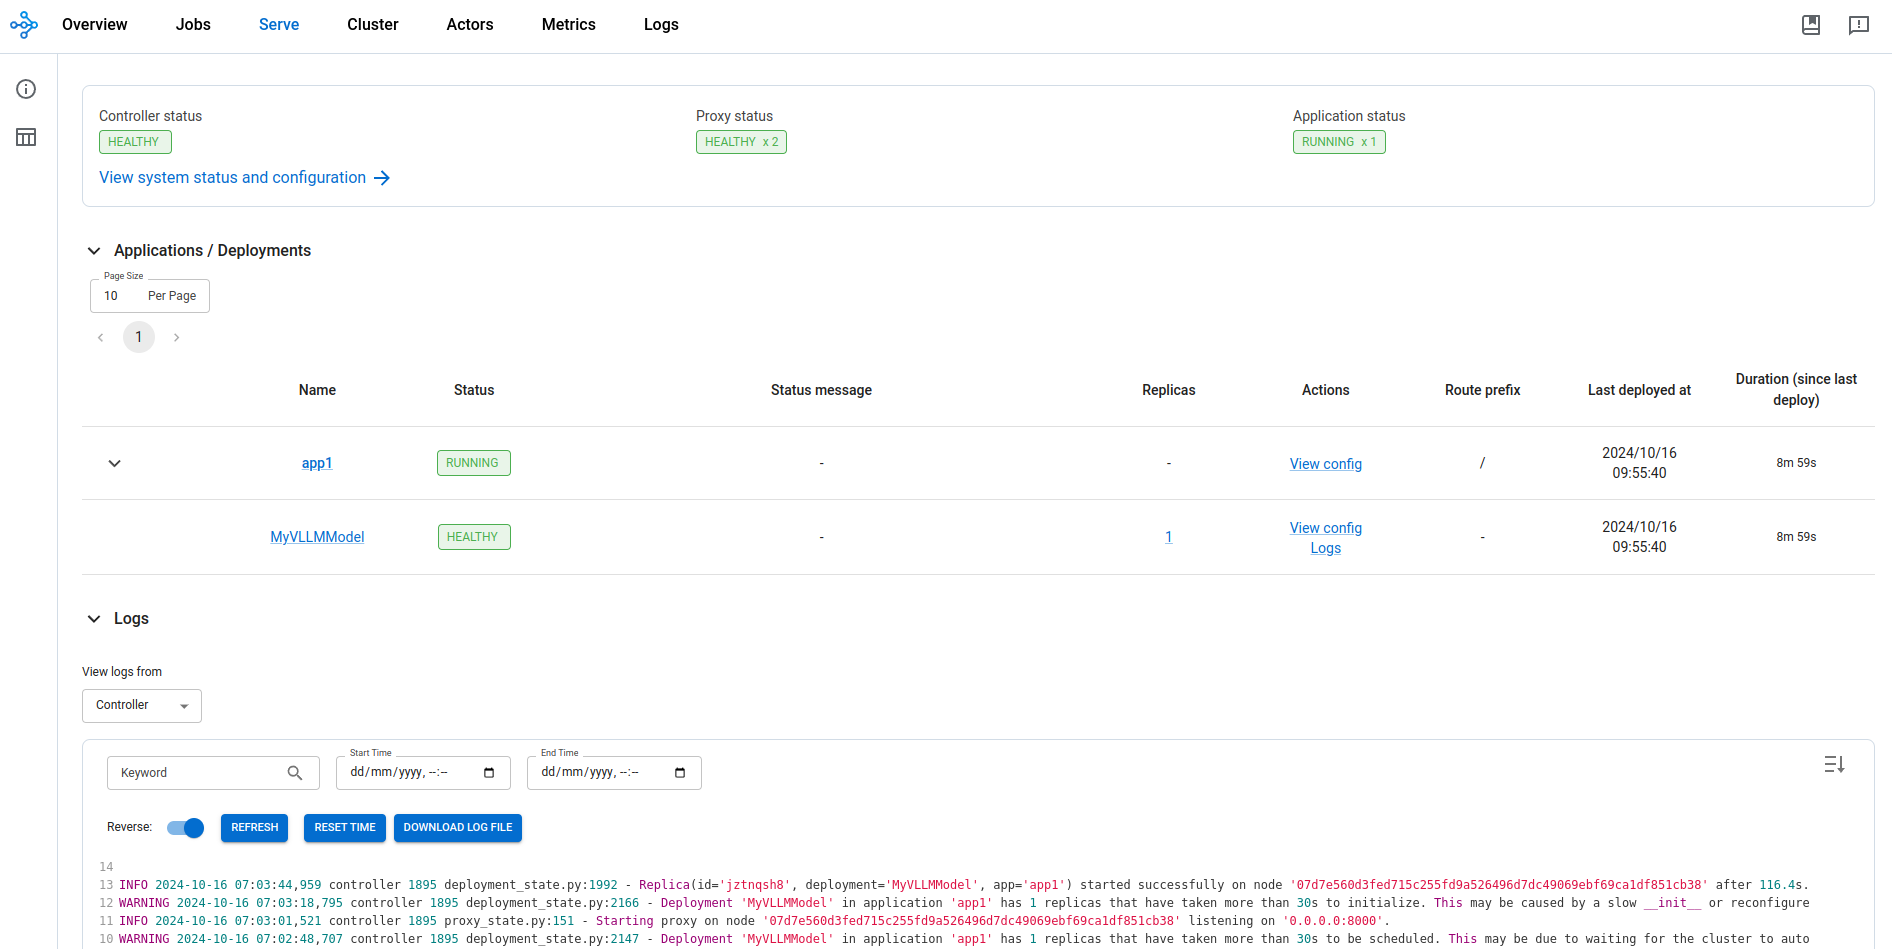 Overview Jobs Serve Cluster Actors Metrics Logs
Controller status Proxy status Application status
HEALTHY HEALTHY x 2 RUNNING x 1
View system status and configuration
Applications / Deployments
Page Size
10 Per Page
1
Name Status Status message Replicas Actions Route prefix Last deployed at Duration (since last deploy)
app1 RUNNING - - View config / 2024/10/16 09:55:40 8m 59s
MyVLLMModel HEALTHY - 1 View config Logs - 2024/10/16 09:55:40 8m 59s
Logs
View logs from
Controller
Start Time End Time
Keyword dd/mm/yyyy, --:-- dd/mm/yyyy, --:--
Reverse: REFRESH RESET TIME DOWNLOAD LOG FILE
14
13 INFO 2024-10-16 07:03:44,959 controller 1895 deployment_state.py:1992 - Replica(id='jztnqsh8', deployment='MyVLLMModel', app='app1') started successfully on node '07d7e560d3fed715c255fd9a526496d7dc49069ebf69ca1df851cb38' after 116.4s.
12 WARNING 2024-10-16 07:03:18,795 controller 1895 deployment_state.py:2166 - Deployment 'MyVLLMModel' in application 'app1' has 1 replicas that have taken more than 30s to initialize. This may be caused by a slow __init__ or reconfigure
11 INFO 2024-10-16 07:03:01,521 controller 1895 proxy_state.py:151 - Starting proxy on node '07d7e560d3fed715c255fd9a526496d7dc49069ebf69ca1df851cb38' listening on '0.0.0.0:8000'.
10 WARNING 2024-10-16 07:02:48,707 controller 1895 deployment_state.py:2147 - Deployment 'MyVLLMModel' in application 'app1' has 1 replicas that have taken more than 30s to be scheduled. This may be due to waiting for the cluster to auto